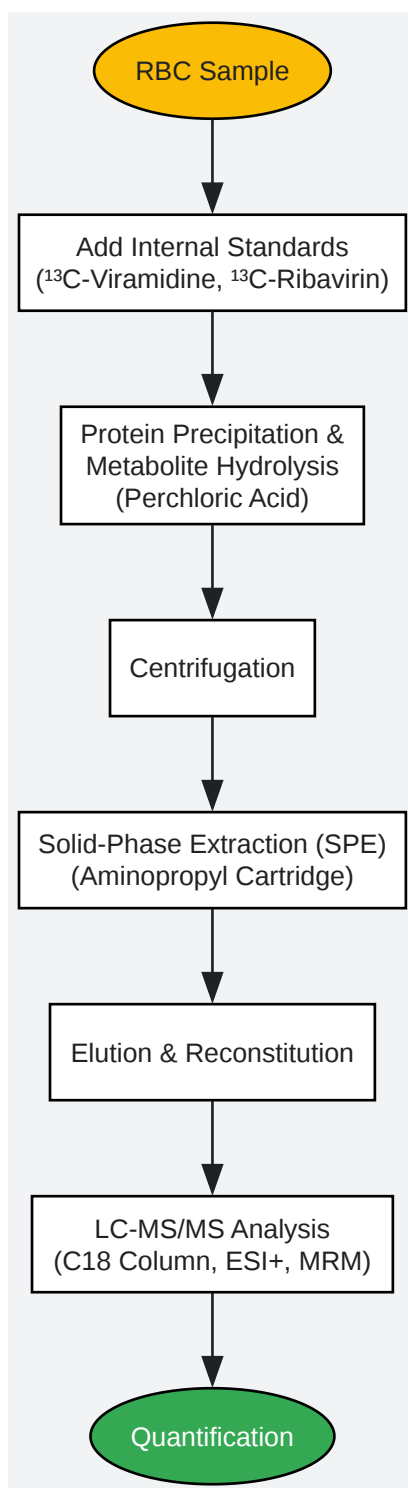 RBC Sample
Add Internal Standards
(¹³C-Viramidine, ¹³C-Ribavirin)
Protein Precipitation &
Metabolite Hydrolysis
(Perchloric Acid)
Centrifugation
Solid-Phase Extraction (SPE)
(Aminopropyl Cartridge)
Elution & Reconstitution
LC-MS/MS Analysis
(C18 Column, ESI+, MRM)
Quantification